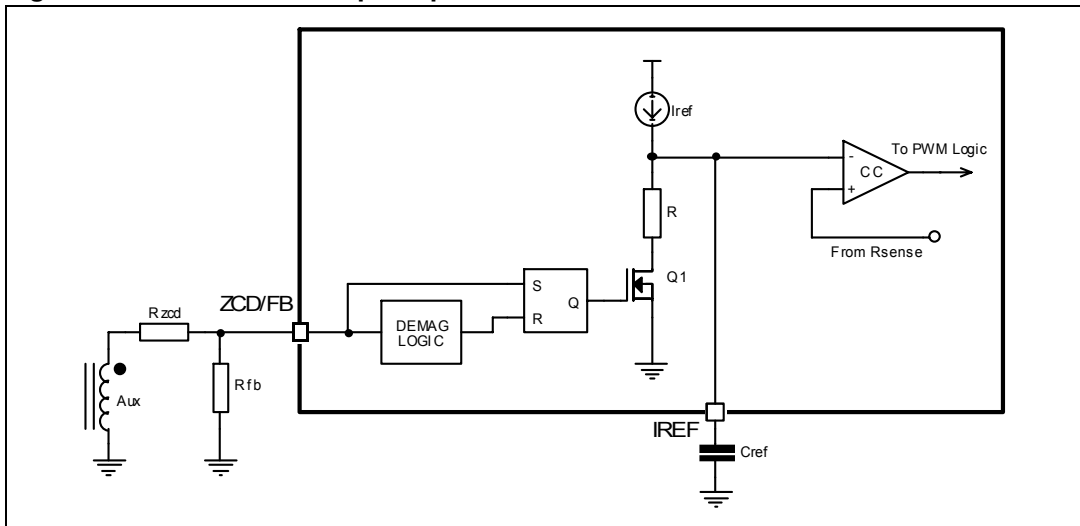 Iref
To PWM Logic
-
CC
+
R
From Rsense
Q1
S
Q
R
ZCD/FB
Rzcd
DEMAG
LOGIC
Rfb
Aux
IREF
Cref